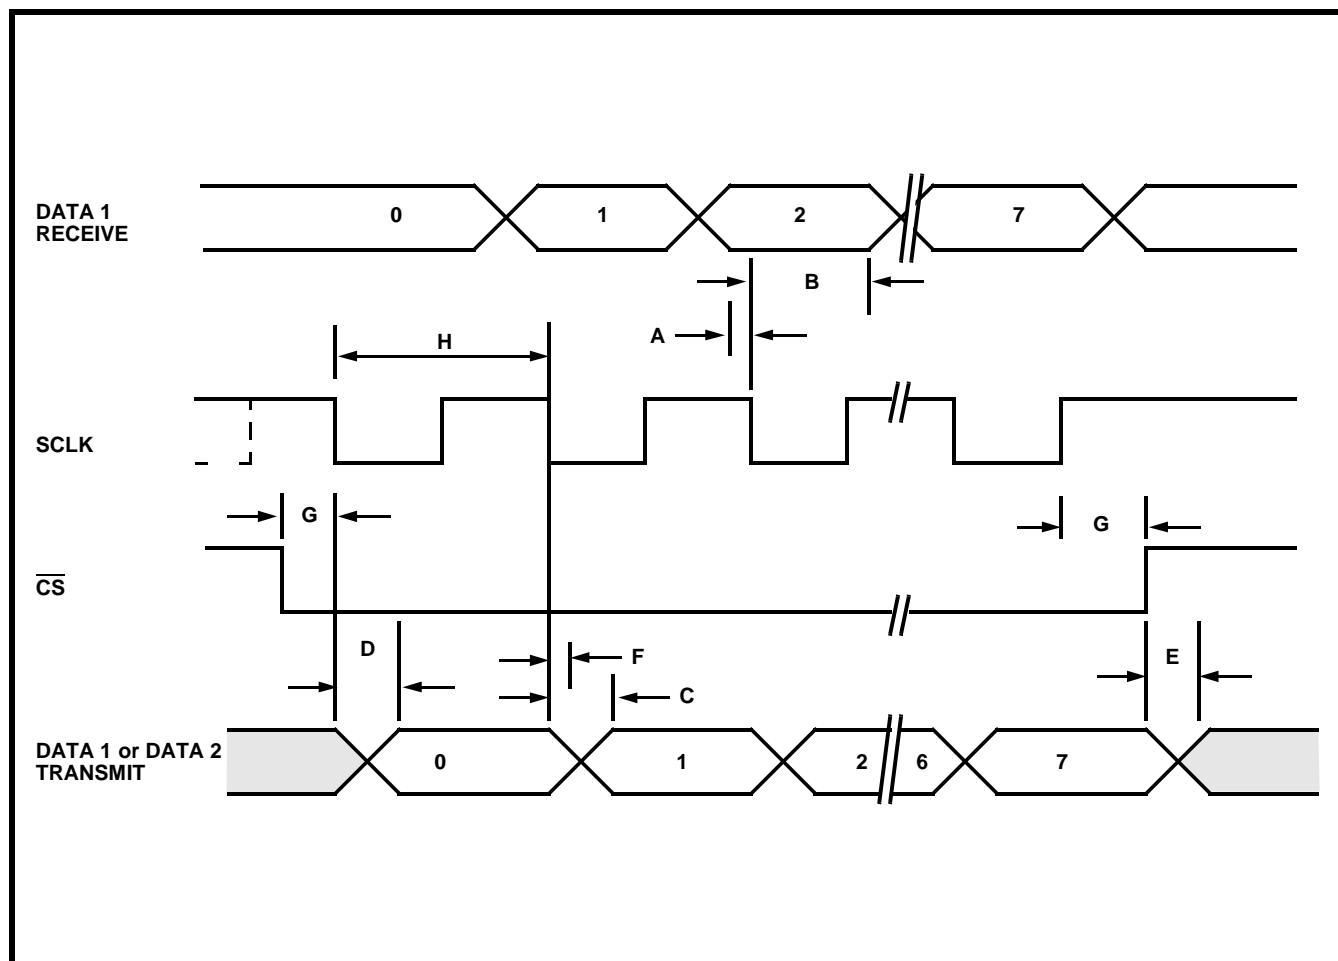 DATA 1
RECEIVE
0
1
2
7
B
A
H
SCLK
G
G
CS
D
F
C
E
DATA 1 or DATA 2
TRANSMIT
0
1
2
6
7